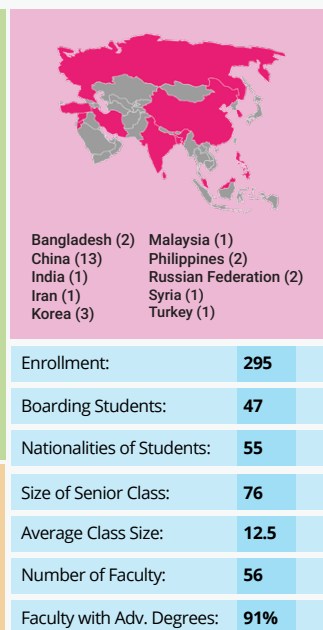 Bangladesh (2)
China (13)
India (1)
Iran (1)
Korea (3)
Malaysia (1)
Philippines (2)
Russian Federation (2)
Syria (1)
Turkey (1)
Enrollment: 295
Boarding Students: 47
Nationalities of Students: 55
Size of Senior Class: 76
Average Class Size: 12.5
Number of Faculty: 56
Faculty with Adv. Degrees: 91%